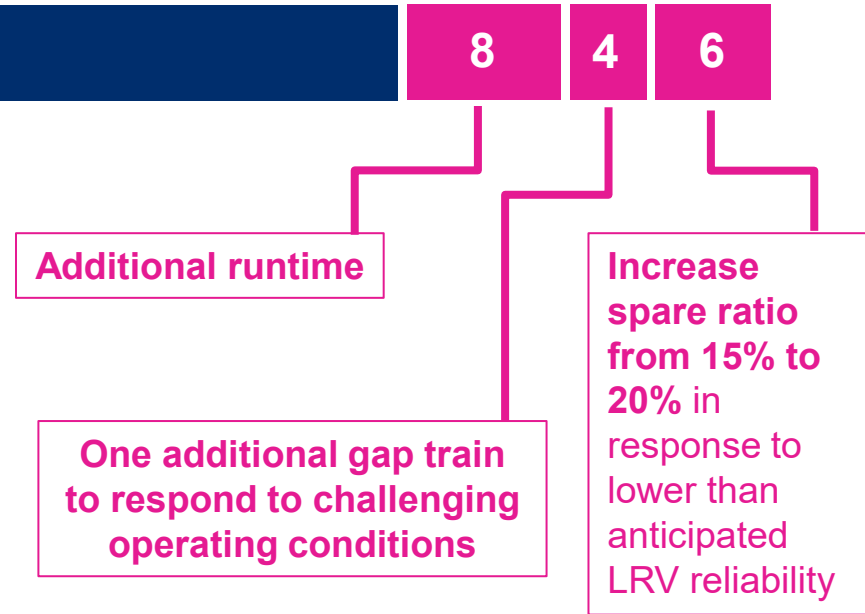 8 4 6
Additional runtime
One additional gap train
to respond to challenging
operating conditions
Increase
spare ratio
from 15% to
20% in
response to
lower than
anticipated
LRV reliability